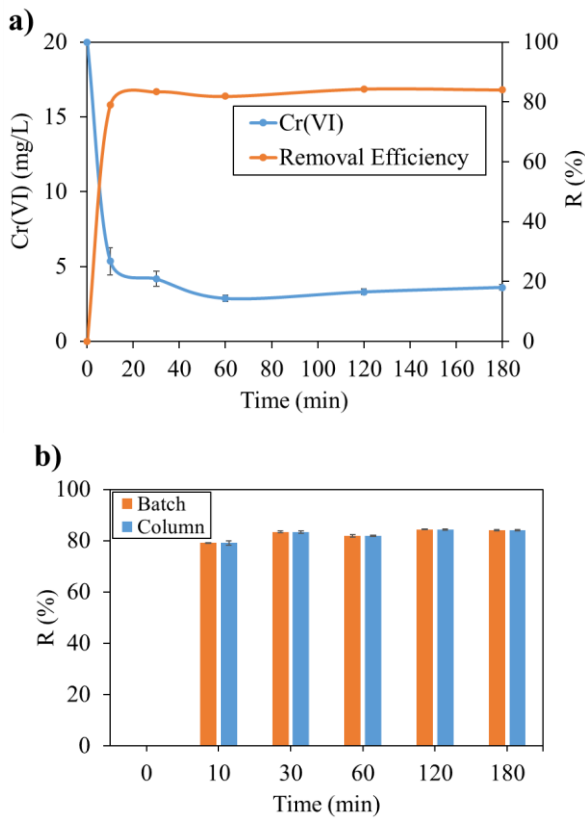 a)
20
15
10
5
0
Cr(VI) (mg/L)
100
80
60
40
20
0
R (%)
Cr(VI)
Removal Efficiency
0 20 40 60 80 100 120 140 160 180
Time (min)
b)
100
80
60
40
20
0
R (%)
Batch
Column
0 10 30 60 120 180
Time (min)